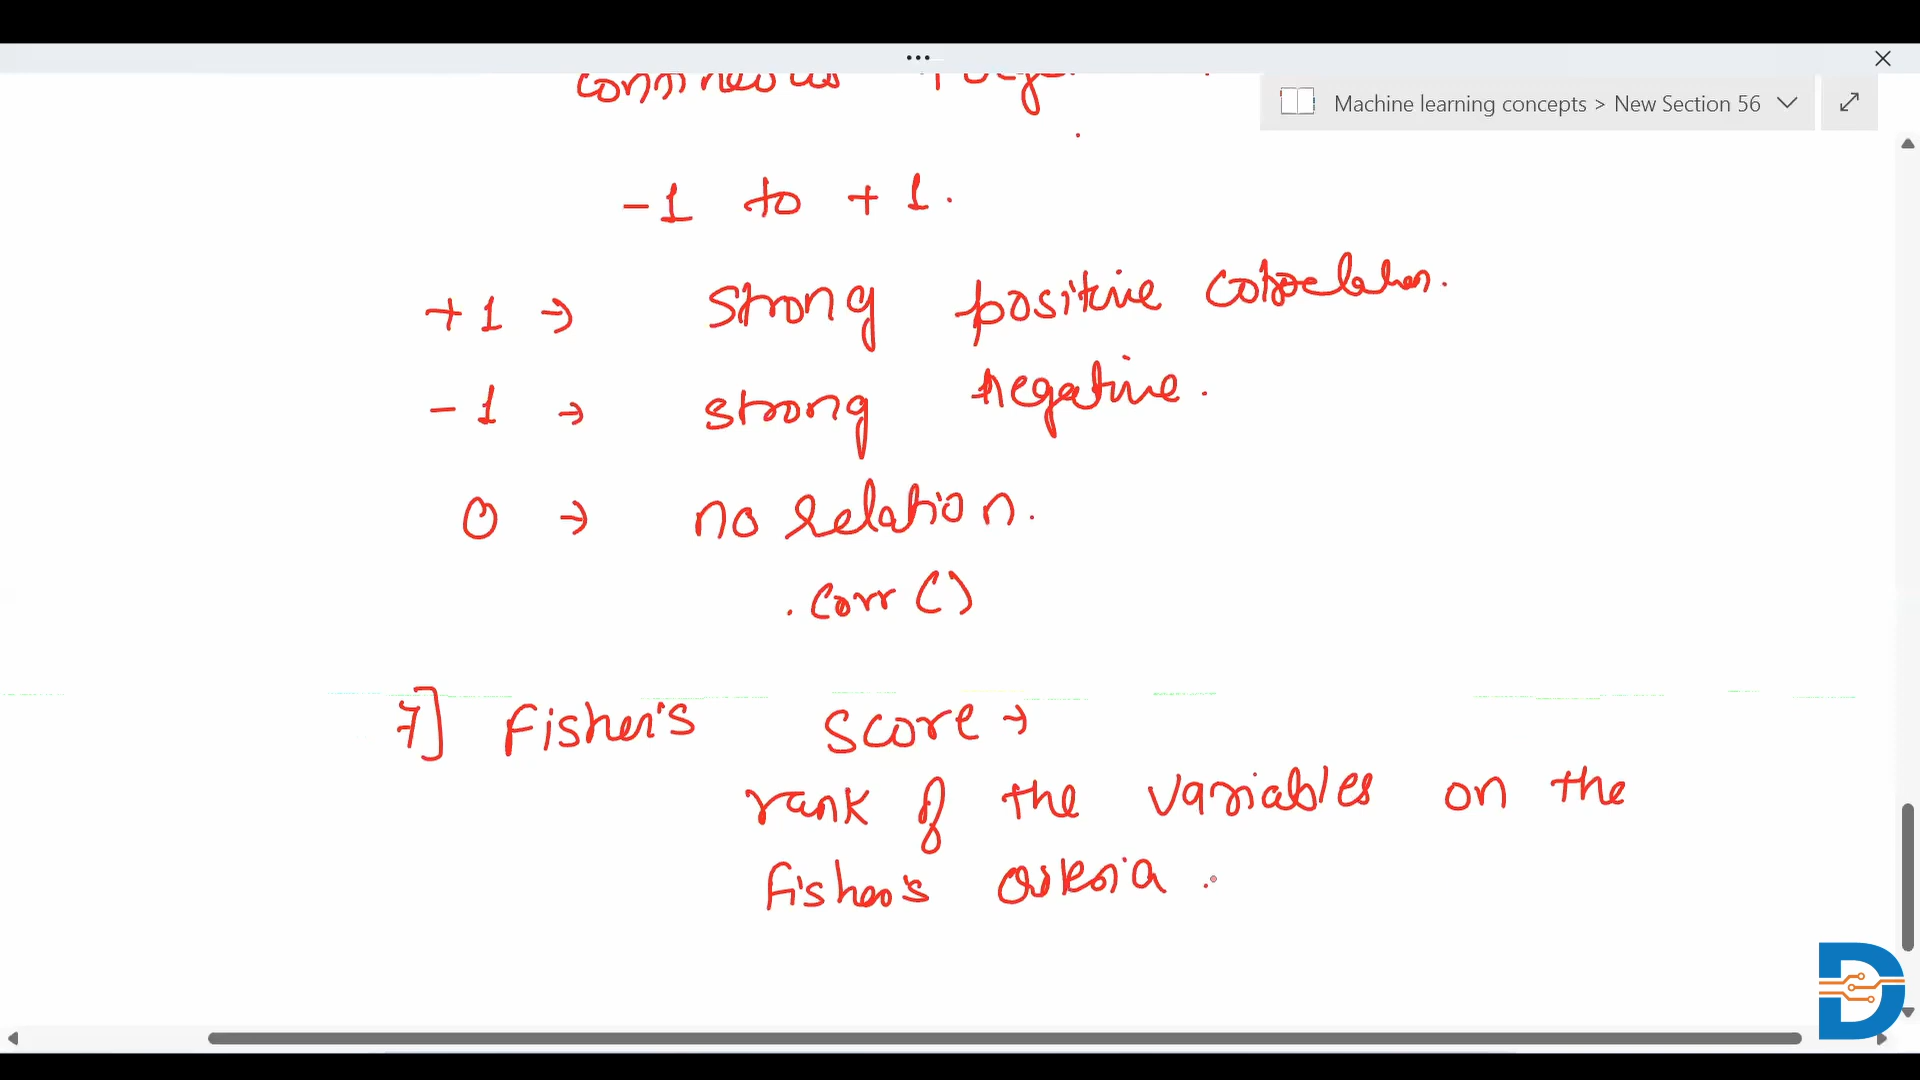 Machine learning concepts > New Section 56
continuous
-1 to +1.
+1 → strong positive correlation.
-1 → strong negative.
0 → no relation.
.corr()
7] Fisher's score →
rank of the variables on the
Fisher's criteria .